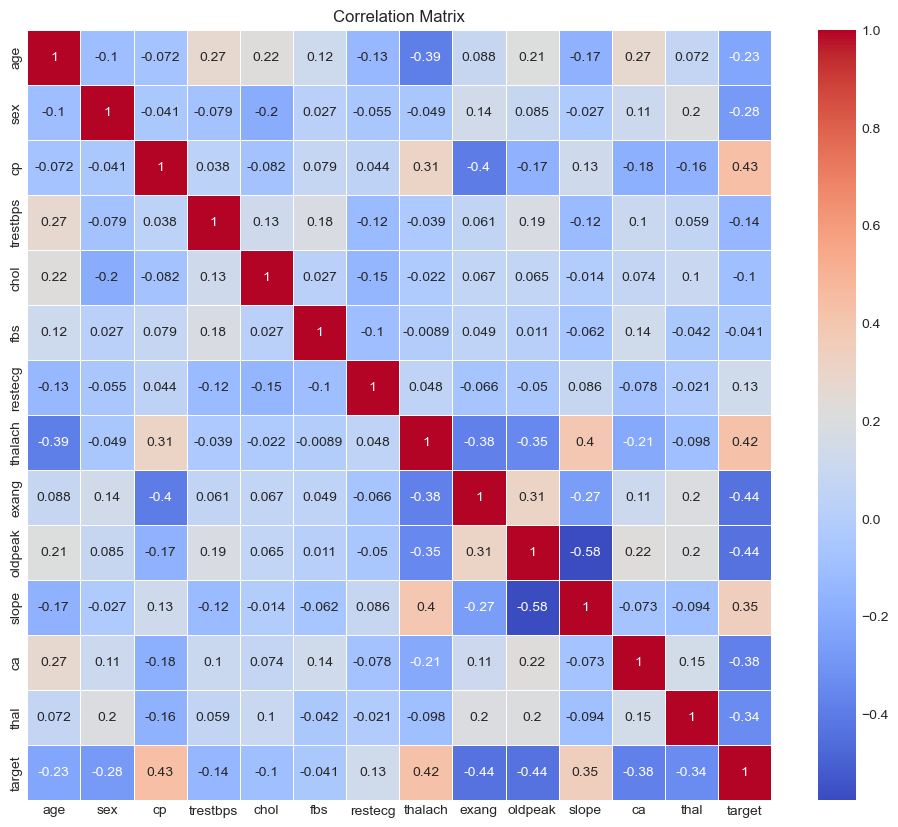 Correlation Matrix
age 1 -0.1 -0.072 0.27 0.22 0.12 -0.13 -0.39 0.088 0.21 -0.17 0.27 0.072 -0.23
sex -0.1 1 -0.041 -0.079 -0.2 0.027 -0.055 -0.049 0.14 0.085 -0.027 0.11 0.2 -0.28
cp -0.072 -0.041 1 0.038 -0.082 0.079 0.044 0.31 -0.4 -0.17 0.13 -0.18 -0.16 0.43
trestbps 0.27 -0.079 0.038 1 0.13 0.18 -0.12 -0.039 0.061 0.19 -0.12 0.1 0.059 -0.14
chol 0.22 -0.2 -0.082 0.13 1 0.027 -0.15 -0.022 0.067 0.065 -0.014 0.074 0.1 -0.1
fbs 0.12 0.027 0.079 0.18 0.027 1 -0.1 -0.0089 0.049 0.011 -0.062 0.14 -0.042 -0.041
restecg -0.13 -0.055 0.044 -0.12 -0.15 -0.1 1 0.048 -0.066 -0.05 0.086 -0.078 -0.021 0.13
thalach -0.39 -0.049 0.31 -0.039 -0.022 -0.0089 0.048 1 -0.38 -0.35 0.4 -0.21 -0.098 0.42
exang 0.088 0.14 -0.4 0.061 0.067 0.049 -0.066 -0.38 1 0.31 -0.27 0.11 0.2 -0.44
oldpeak 0.21 0.085 -0.17 0.19 0.065 0.011 -0.05 -0.35 0.31 1 -0.58 0.22 0.2 -0.44
slope -0.17 -0.027 0.13 -0.12 -0.014 -0.062 0.086 0.4 -0.27 -0.58 1 -0.073 -0.094 0.35
ca 0.27 0.11 -0.18 0.1 0.074 0.14 -0.078 -0.21 0.11 0.22 -0.073 1 0.15 -0.38
thal 0.072 0.2 -0.16 0.059 0.1 -0.042 -0.021 -0.098 0.2 0.2 -0.094 0.15 1 -0.34
target -0.23 -0.28 0.43 -0.14 -0.1 -0.041 0.13 0.42 -0.44 -0.44 0.35 -0.38 -0.34 1
age sex cp trestbps chol fbs restecg thalach exang oldpeak slope ca thal target
1.0
0.8
0.6
0.4
0.2
0.0
−0.2
−0.4